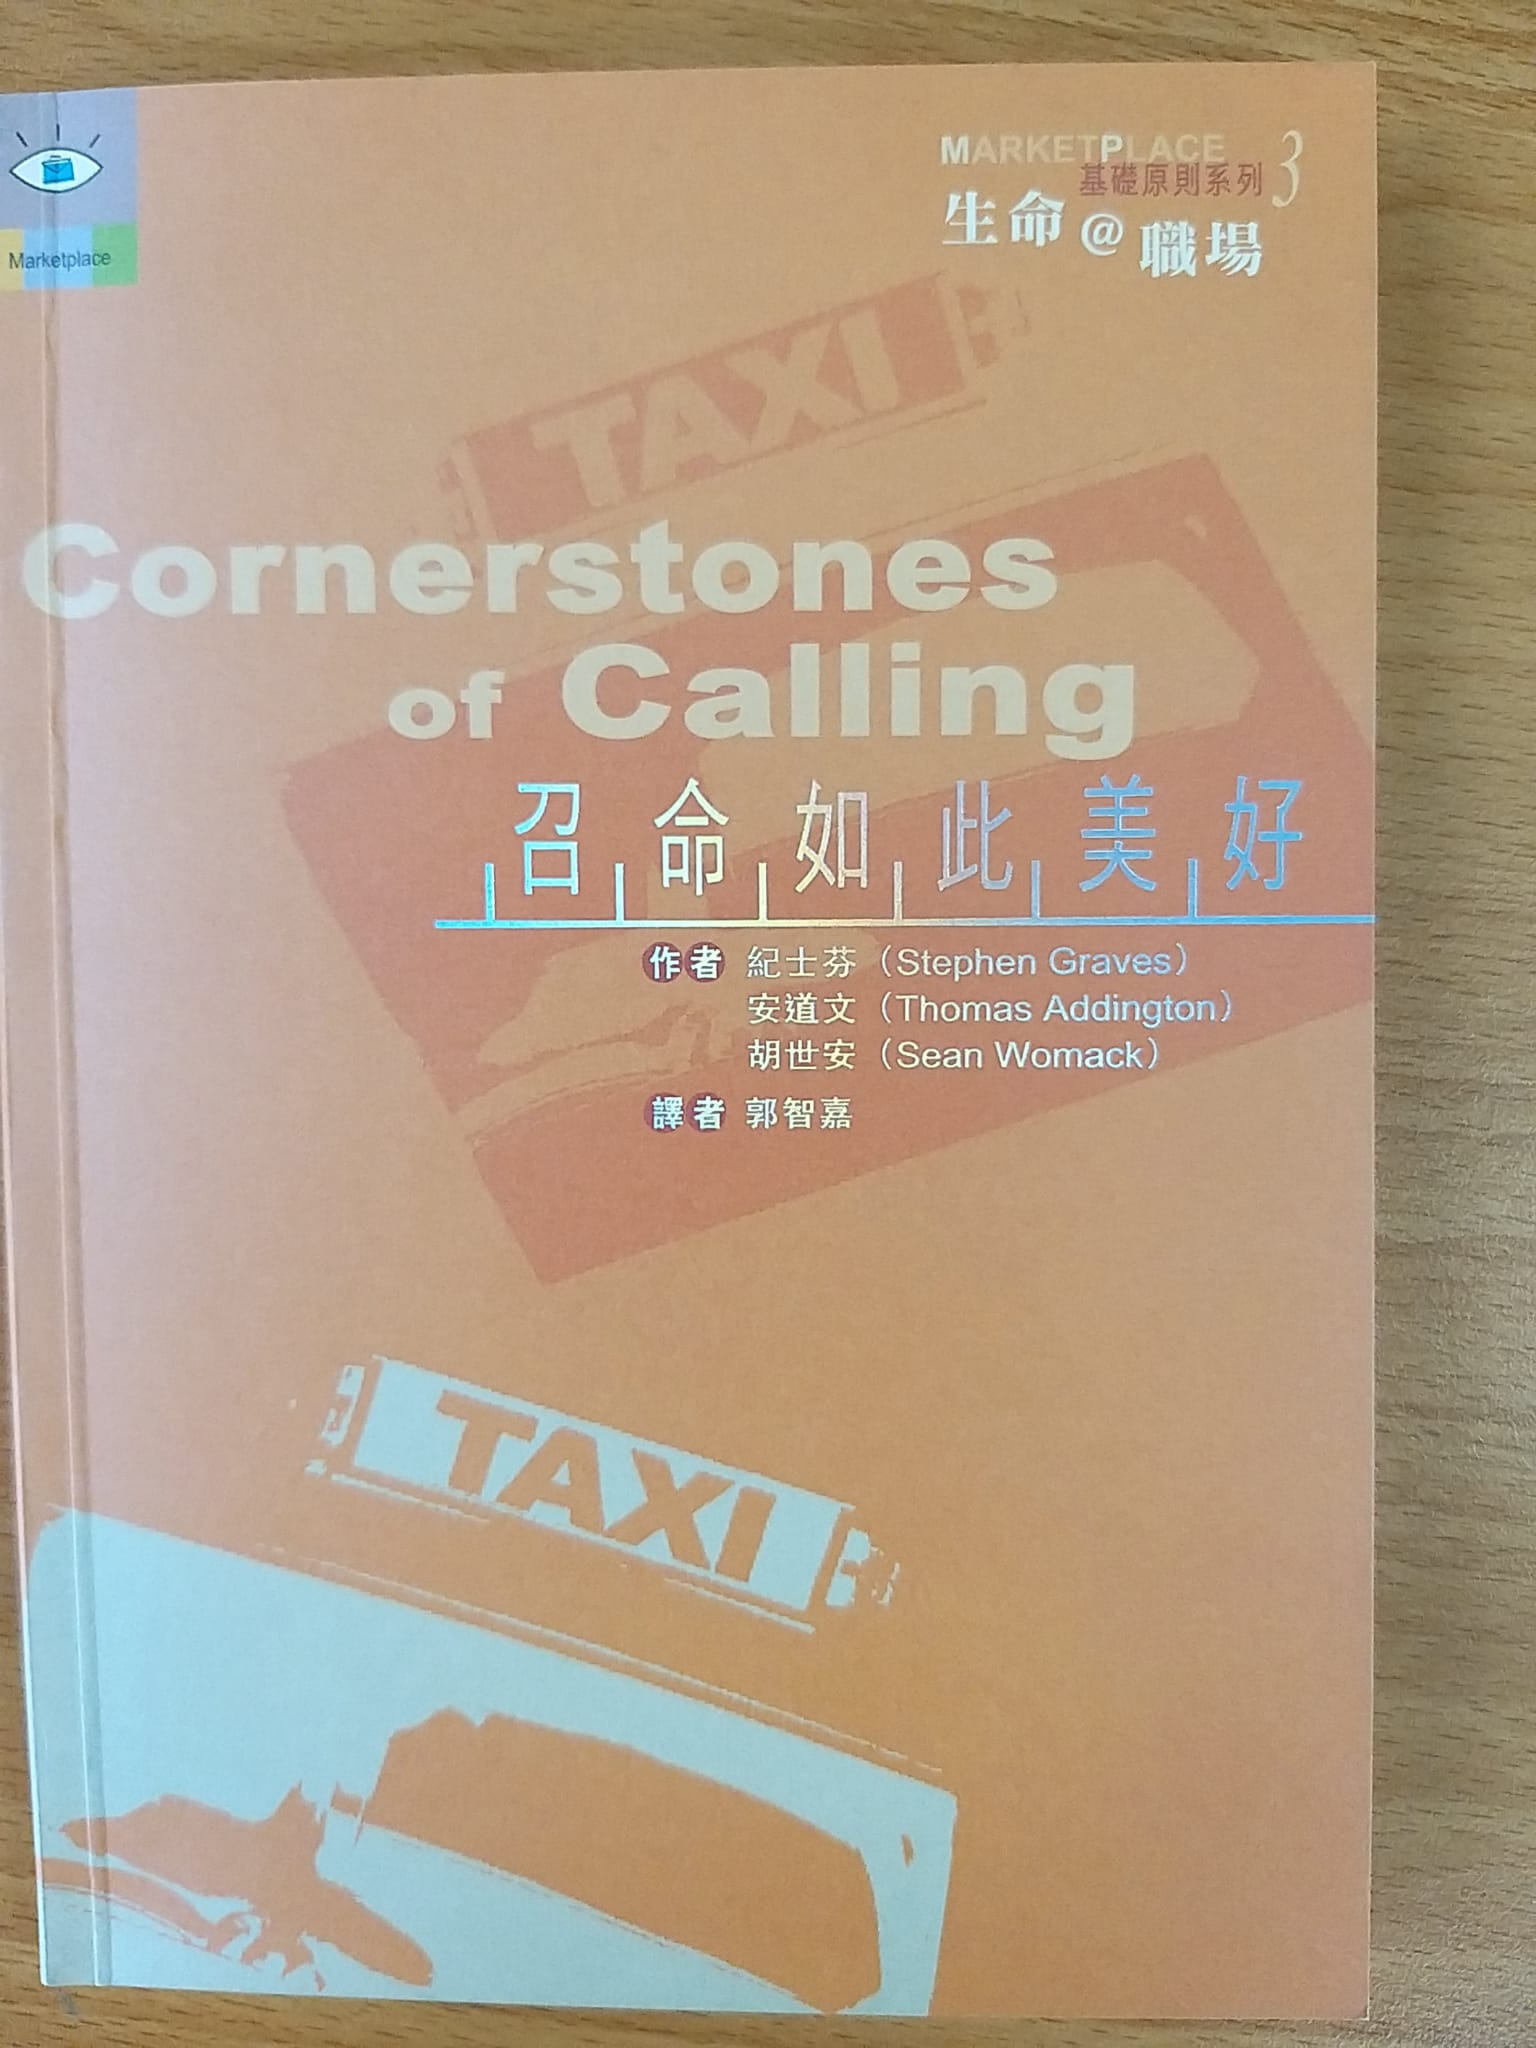 Marketplace
MARKETPLACE
基礎原則系列 3
生命@職場
TAXI
Cornerstones
of Calling
召命如此美好
作者 紀士芬（Stephen Graves）
安道文（Thomas Addington）
胡世安（Sean Womack）
譯者 郭智嘉
TAXI